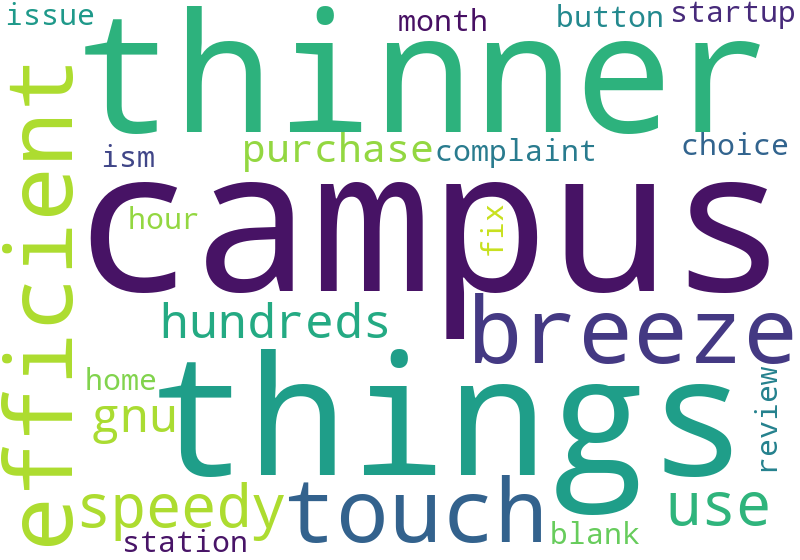 issue
thinner
month
button
startup
efficient
ism
purchase
complaint
choice
campus
hour
fix
hundreds
breeze
things
home
gnu
review
speedy
touch
use
station
blank